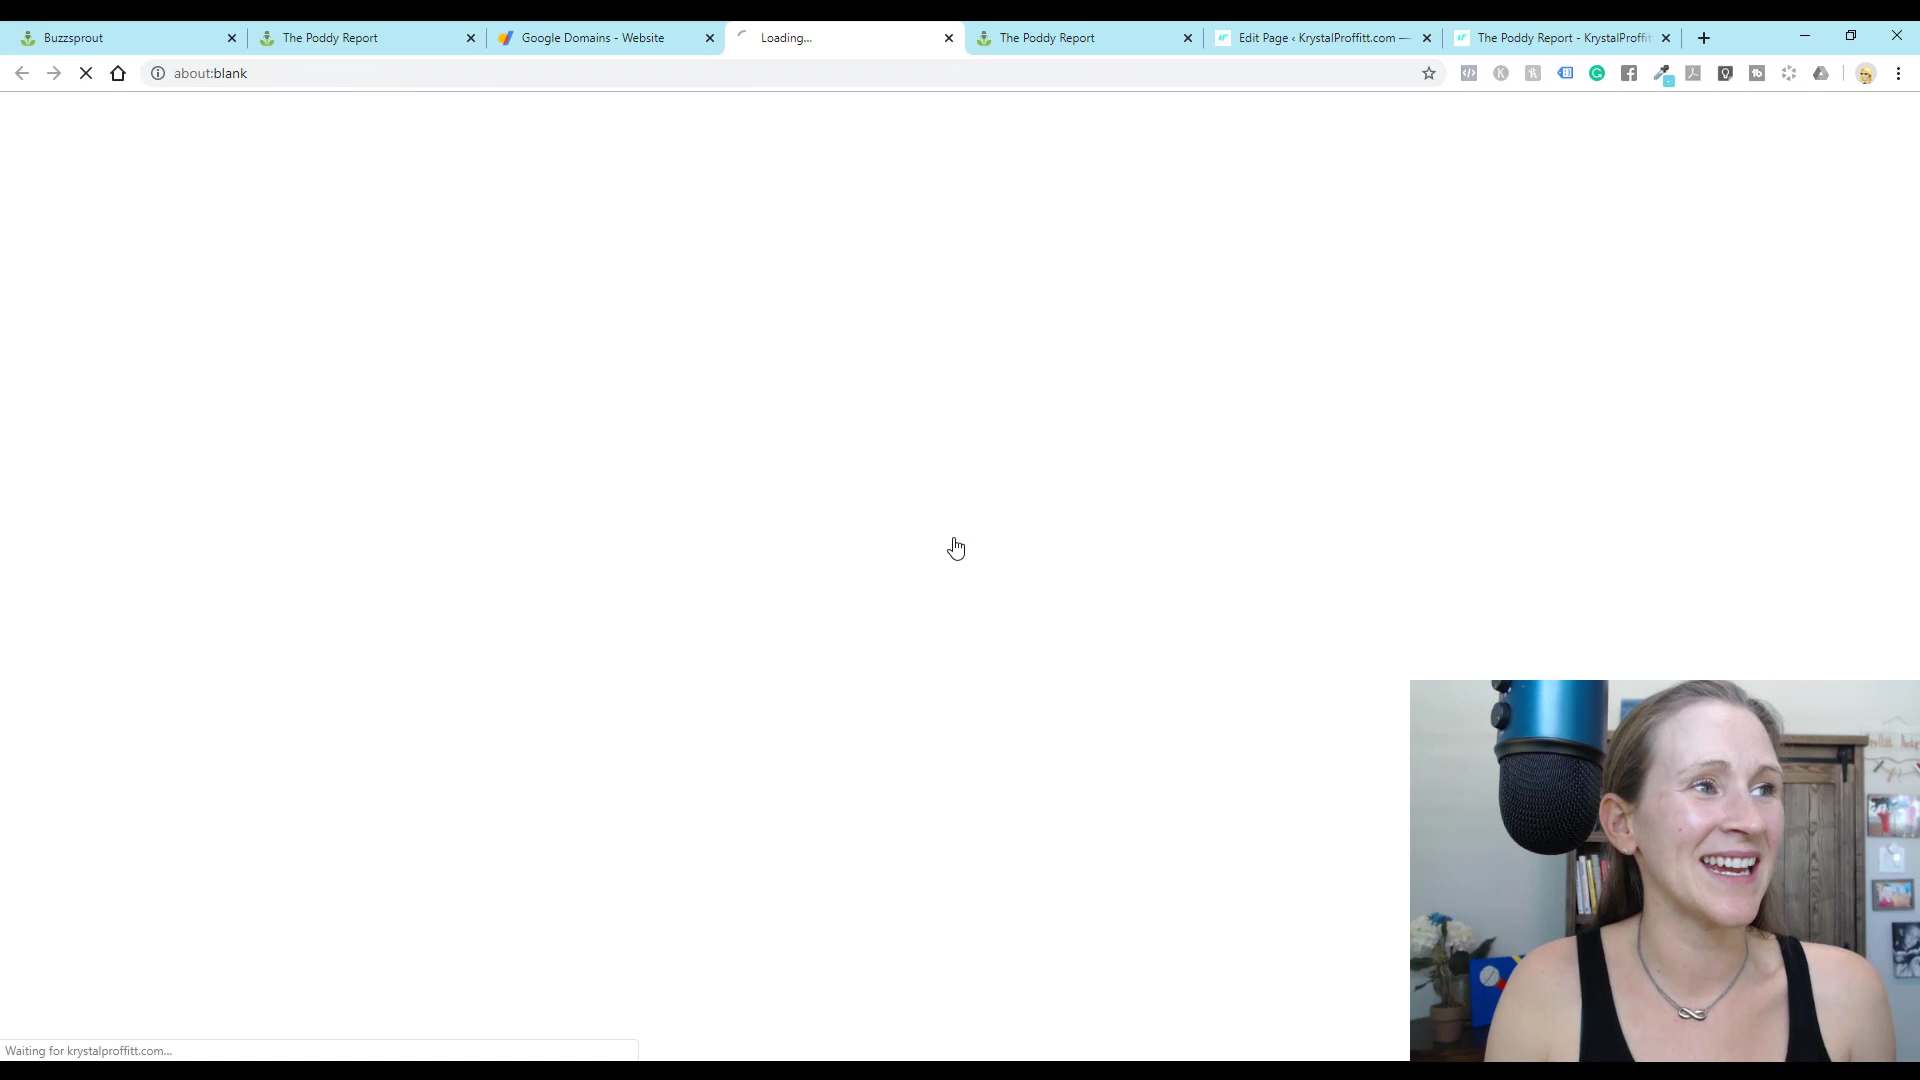 Buzzsprout
The Poddy Report
Google Domains - Website
Loading...
The Poddy Report
Edit Page ‹ KrystalProffitt.com —
The Poddy Report - KrystalProffit
about:blank
Waiting for krystalproffitt.com...